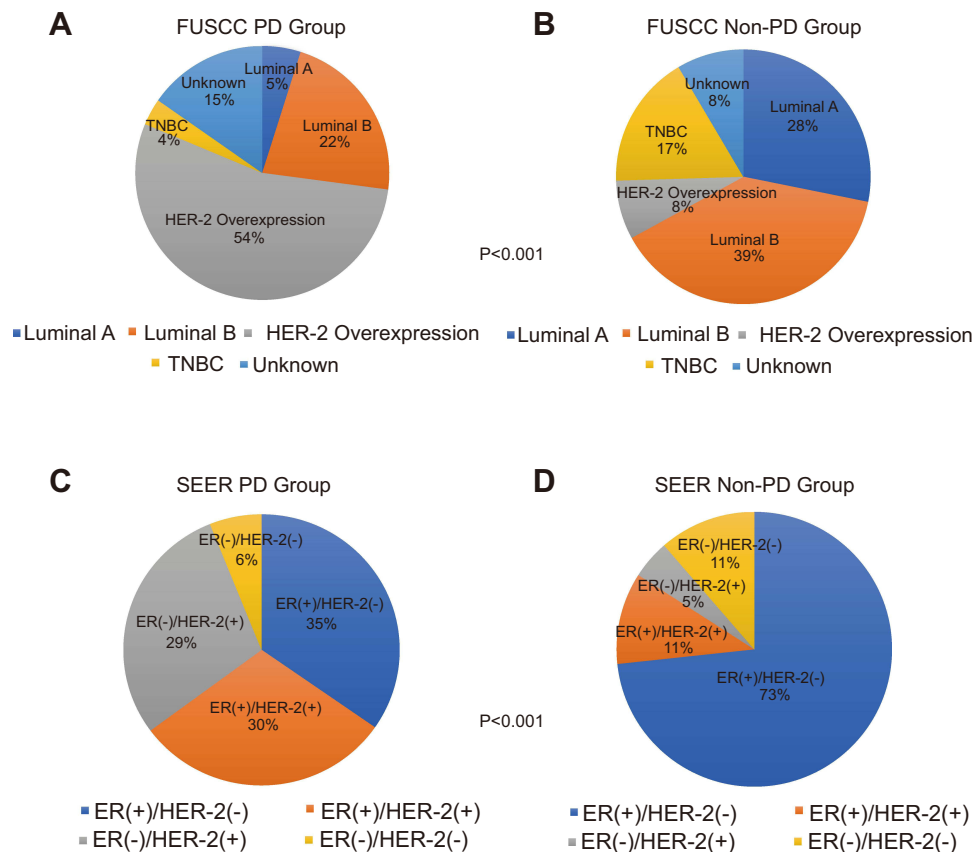 A
FUSCC PD Group
Luminal A
5%
Luminal B
22%
HER-2 Overexpression
54%
TNBC
4%
Unknown
15%
Luminal A Luminal B HER-2 Overexpression
TNBC Unknown
B
FUSCC Non-PD Group
Luminal A
28%
Luminal B
39%
HER-2 Overexpression
8%
TNBC
17%
Unknown
8%
Luminal A Luminal B HER-2 Overexpression
TNBC Unknown
P<0.001
C
SEER PD Group
ER(+)/HER-2(-)
35%
ER(+)/HER-2(+)
30%
ER(-)/HER-2(+)
29%
ER(-)/HER-2(-)
6%
ER(+)/HER-2(-) ER(+)/HER-2(+)
ER(-)/HER-2(+) ER(-)/HER-2(-)
D
SEER Non-PD Group
ER(+)/HER-2(-)
73%
ER(+)/HER-2(+)
11%
ER(-)/HER-2(+)
5%
ER(-)/HER-2(-)
11%
ER(+)/HER-2(-) ER(+)/HER-2(+)
ER(-)/HER-2(+) ER(-)/HER-2(-)
P<0.001